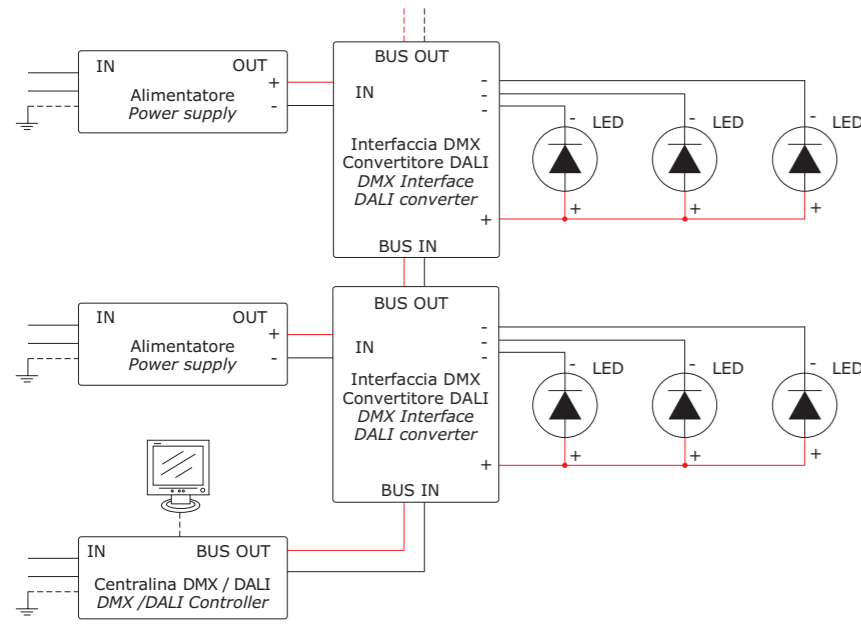 BUS OUT
IN OUT
+
-
Alimentatore
Power supply
IN
-
-
-
- LED - LED - LED
Interfaccia DMX
Convertitore DALI
DMX Interface
DALI converter
+
+ + +
BUS IN
BUS OUT
IN OUT
+
-
Alimentatore
Power supply
IN
-
-
-
- LED - LED - LED
Interfaccia DMX
Convertitore DALI
DMX Interface
DALI converter
+
+ + +
BUS IN
IN BUS OUT
Centralina DMX / DALI
DMX /DALI Controller